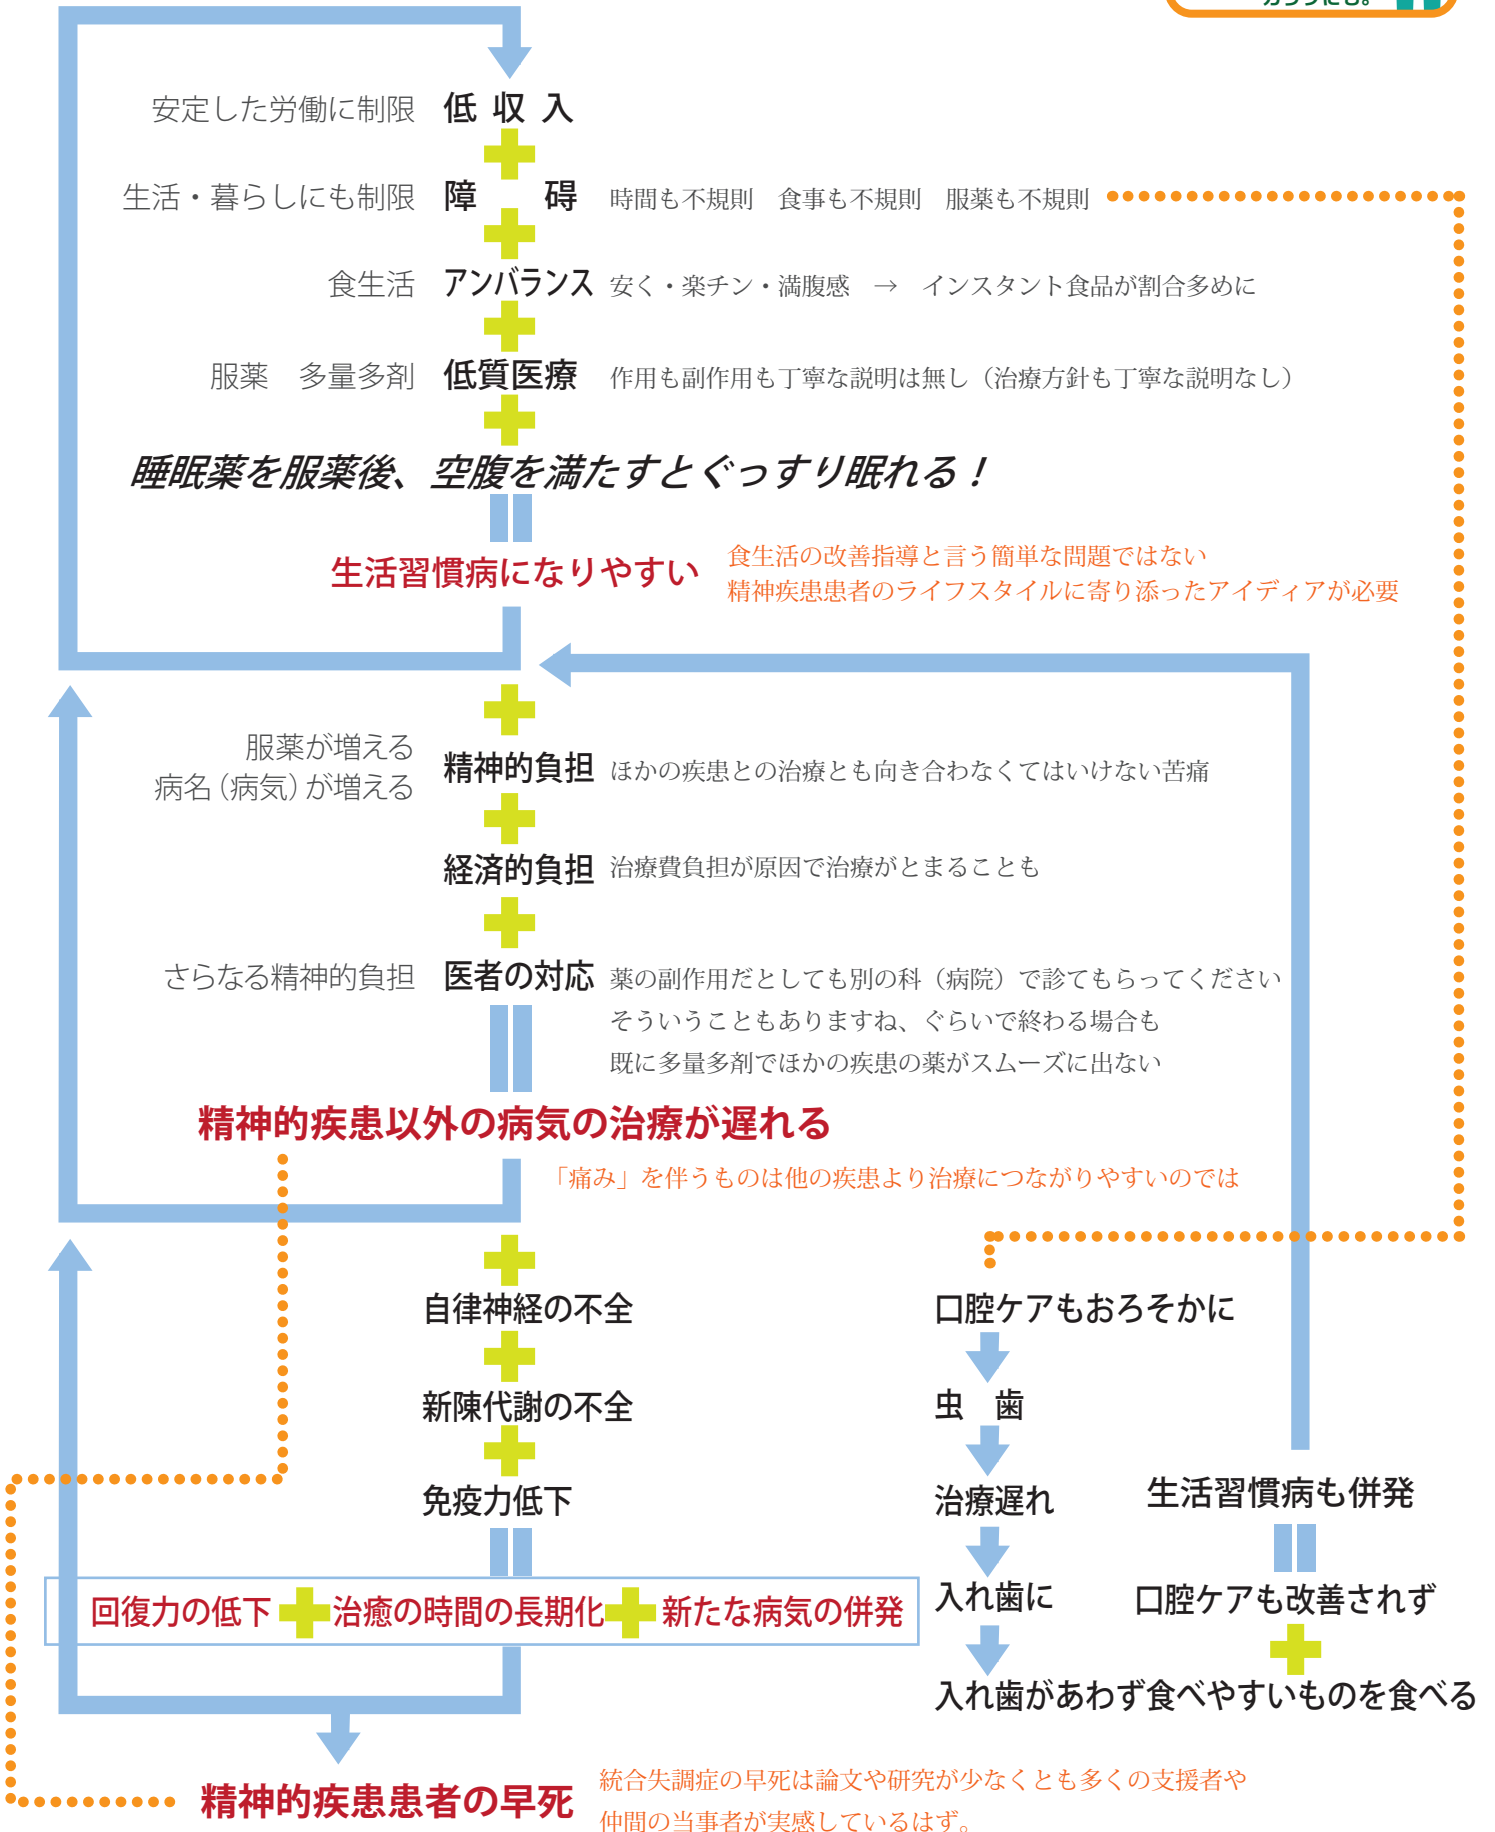 安定した労働に制限 低 収 入
生活・暮らしにも制限 障 碍 時間も不規則 食事も不規則 服薬も不規則
食生活 アンバランス 安く・楽チン・満腹感 → インスタント食品が割合多めに
服薬 多量多剤 低質医療 作用も副作用も丁寧な説明は無し（治療方針も丁寧な説明なし）
睡眠薬を服薬後、空腹を満たすとぐっすり眠れる！
生活習慣病になりやすい
食生活の改善指導と言う簡単な問題ではない
精神疾患患者のライフスタイルに寄り添ったアイディアが必要
服薬が増える
病名（病気）が増える
精神的負担 ほかの疾患との治療とも向き合わなくてはいけない苦痛
経済的負担 治療費負担が原因で治療がとまることも
さらなる精神的負担 医者の対応 薬の副作用だとしても別の科（病院）で診てもらってください
そういうこともありますね、ぐらいで終わる場合も
既に多量多剤でほかの疾患の薬がスムーズに出ない
精神的疾患以外の病気の治療が遅れる
「痛み」を伴うものは他の疾患より治療につながりやすいのでは
自律神経の不全
新陳代謝の不全
免疫力低下
回復力の低下 治癒の時間の長期化 新たな病気の併発
口腔ケアもおろそかに
虫 歯
治療遅れ
入れ歯に
入れ歯があわず食べやすいものを食べる
口腔ケアも改善されず
生活習慣病も併発
精神的疾患患者の早死
統合失調症の早死は論文や研究が少なくとも多くの支援者や
仲間の当事者が実感しているはず。